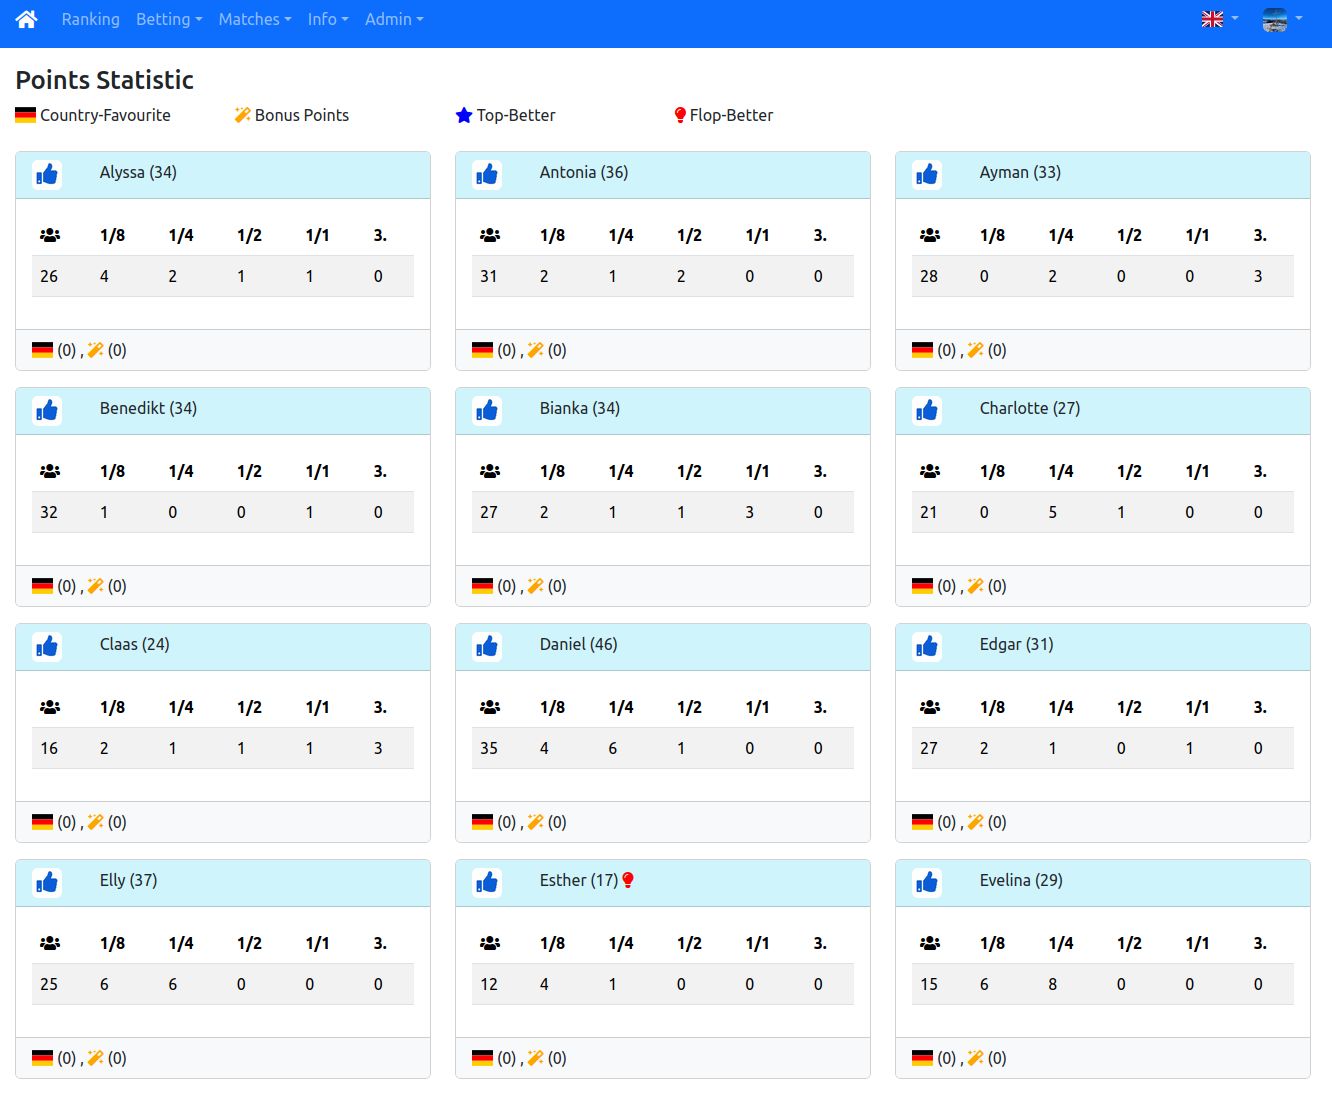 Ranking Betting Matches Info Admin
Points Statistic
Country-Favourite Bonus Points Top-Better Flop-Better
Alyssa (34) Antonia (36) Ayman (33)
1/8 1/4 1/2 1/1 3. 1/8 1/4 1/2 1/1 3. 1/8 1/4 1/2 1/1 3.
26 4 2 1 1 0 31 2 1 2 0 0 28 0 2 0 0 3
(0) , (0) (0) , (0) (0) , (0)
Benedikt (34) Bianka (34) Charlotte (27)
1/8 1/4 1/2 1/1 3. 1/8 1/4 1/2 1/1 3. 1/8 1/4 1/2 1/1 3.
32 1 0 0 1 0 27 2 1 1 3 0 21 0 5 1 0 0
(0) , (0) (0) , (0) (0) , (0)
Claas (24) Daniel (46) Edgar (31)
1/8 1/4 1/2 1/1 3. 1/8 1/4 1/2 1/1 3. 1/8 1/4 1/2 1/1 3.
16 2 1 1 1 3 35 4 6 1 0 0 27 2 1 0 1 0
(0) , (0) (0) , (0) (0) , (0)
Elly (37) Esther (17) Evelina (29)
1/8 1/4 1/2 1/1 3. 1/8 1/4 1/2 1/1 3. 1/8 1/4 1/2 1/1 3.
25 6 6 0 0 0 12 4 1 0 0 0 15 6 8 0 0 0
(0) , (0) (0) , (0) (0) , (0)